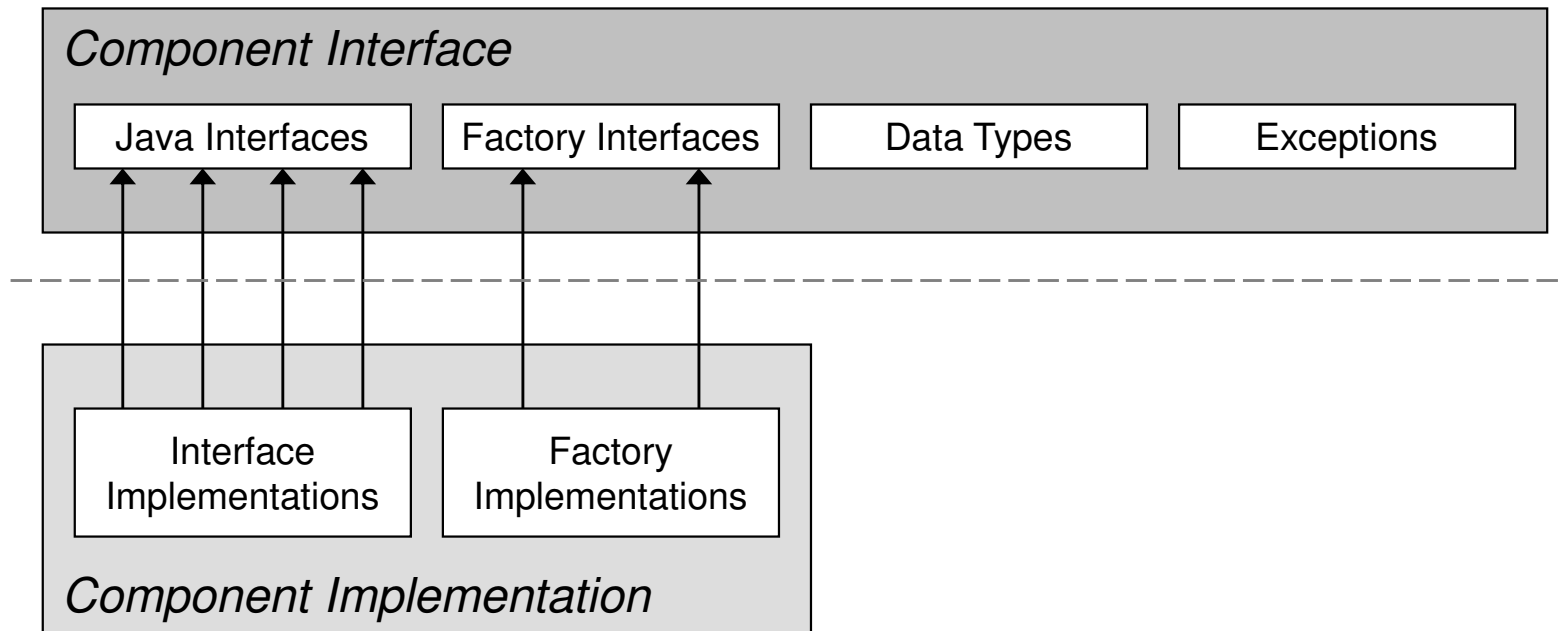 Component Interface
Java Interfaces
Factory Interfaces
Data Types
Exceptions
Interface
Implementations
Factory
Implementations
Component Implementation